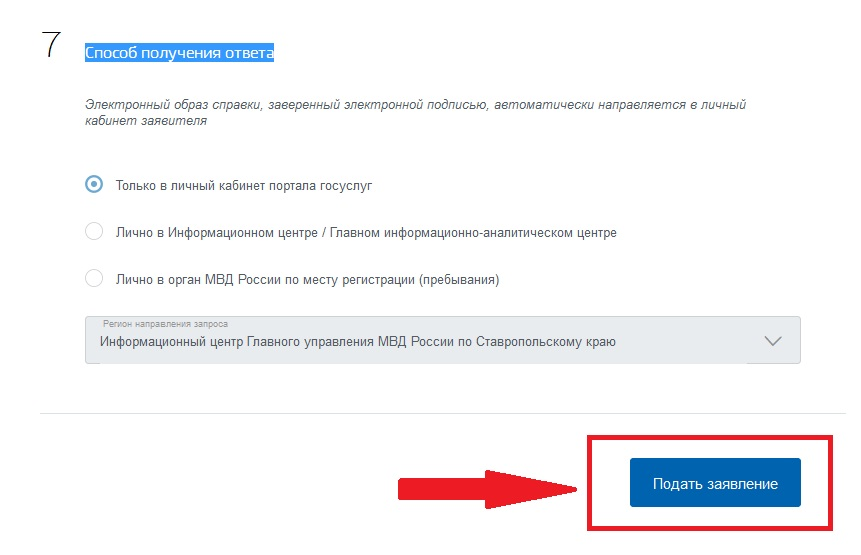 7
Способ получения ответа
Электронный образ справки, заверенный электронной подписью, автоматически направляется в личный
кабинет заявителя
Только в личный кабинет портала госуслуг
Лично в Информационном центре / Главном информационно-аналитическом центре
Лично в орган МВД России по месту регистрации (пребывания)
Регион направления запроса
Информационный центр Главного управления МВД России по Ставропольскому краю
Подать заявление